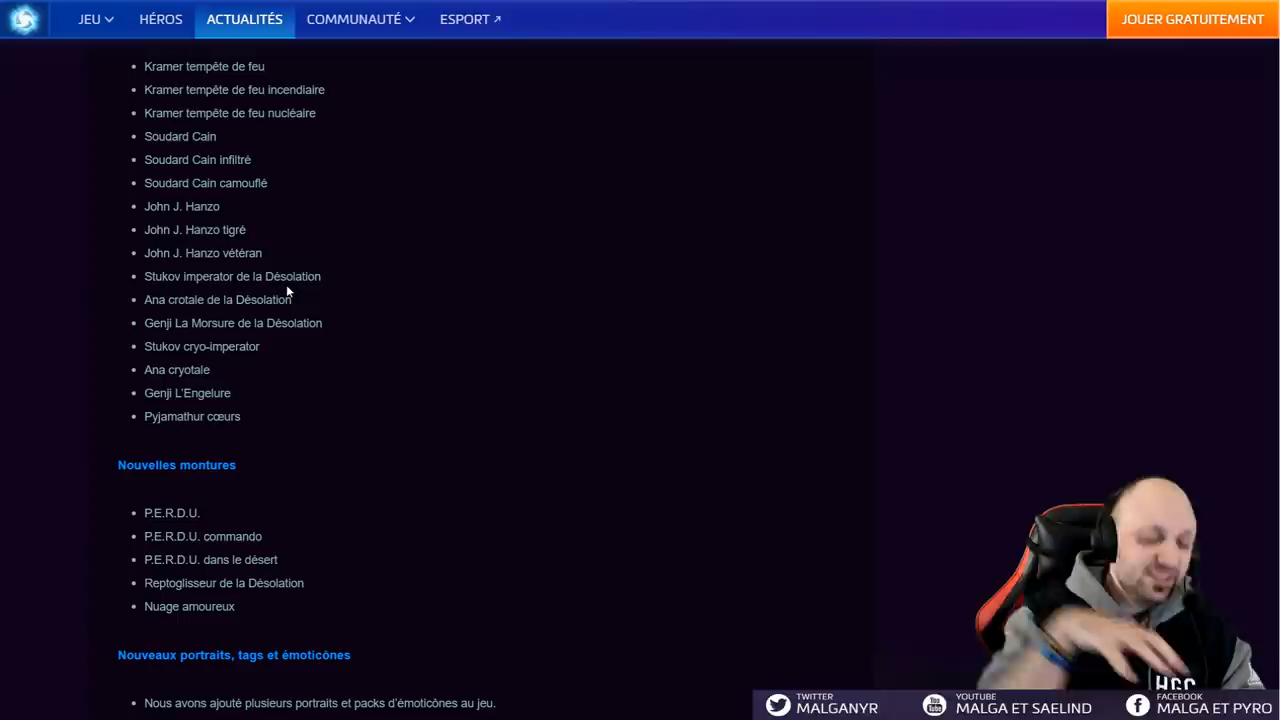 JEU HÉROS ACTUALITÉS COMMUNAUTÉ ESPORT JOUER GRATUITEMENT
Kramer tempête de feu
Kramer tempête de feu incendiaire
Kramer tempête de feu nucléaire
Soudard Cain
Soudard Cain infiltré
Soudard Cain camouflé
John J. Hanzo
John J. Hanzo tigré
John J. Hanzo vétéran
Stukov imperator de la Désolation
Ana crotale de la Désolation
Genji La Morsure de la Désolation
Stukov cryo-imperator
Ana cryotale
Genji L'Engelure
Pyjamathur cœurs
Nouvelles montures
P.E.R.D.U.
P.E.R.D.U. commando
P.E.R.D.U. dans le désert
Reptoglisseur de la Désolation
Nuage amoureux
Nouveaux portraits, tags et émoticônes
Nous avons ajouté plusieurs portraits et packs d'émoticônes au jeu.
HGC
TWITTER
MALGANYR
YOUTUBE
MALGA ET SAELIND
FACEBOOK
MALGA ET PYRO